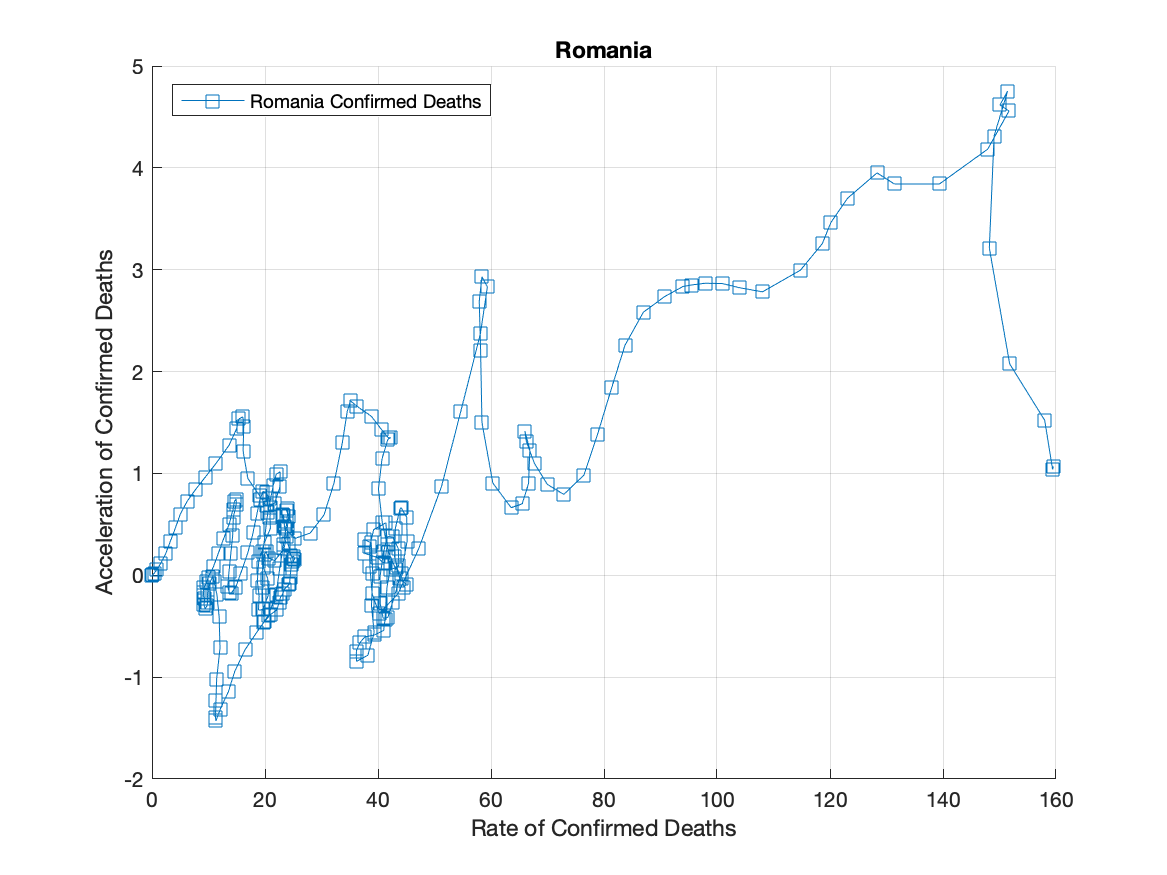 Romania
Romania Confirmed Deaths
Acceleration of Confirmed Deaths
5
4
3
2
1
0
-1
-2
0 20 40 60 80 100 120 140 160
Rate of Confirmed Deaths